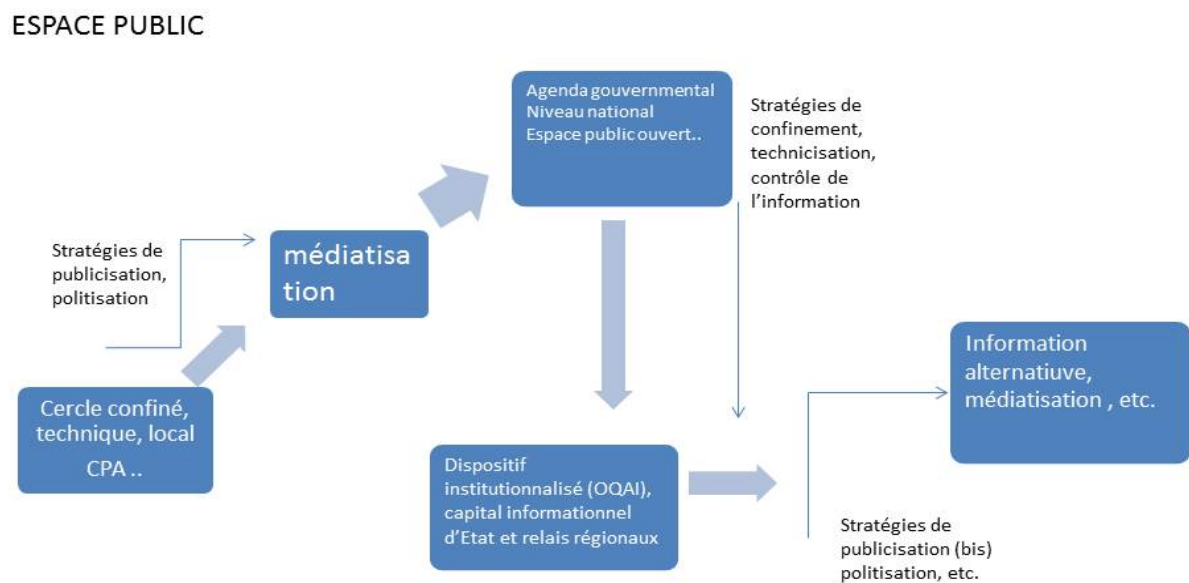 ESPACE PUBLIC
Agenda gouvernmental
Niveau national
Espace public ouvert..
Stratégies de
confinement,
technicisation,
contrôle de
l'information
Stratégies de
publicisation,
politisation
médiatisa
tion
Cercle confiné,
technique, local
CPA ..
Dispositif
institutionnalisé (OQAI),
capital informationnel
d'Etat et relais régionaux
Information
alternatiuve,
médiatisation , etc.
Stratégies de
publicisation (bis)
politisation, etc.